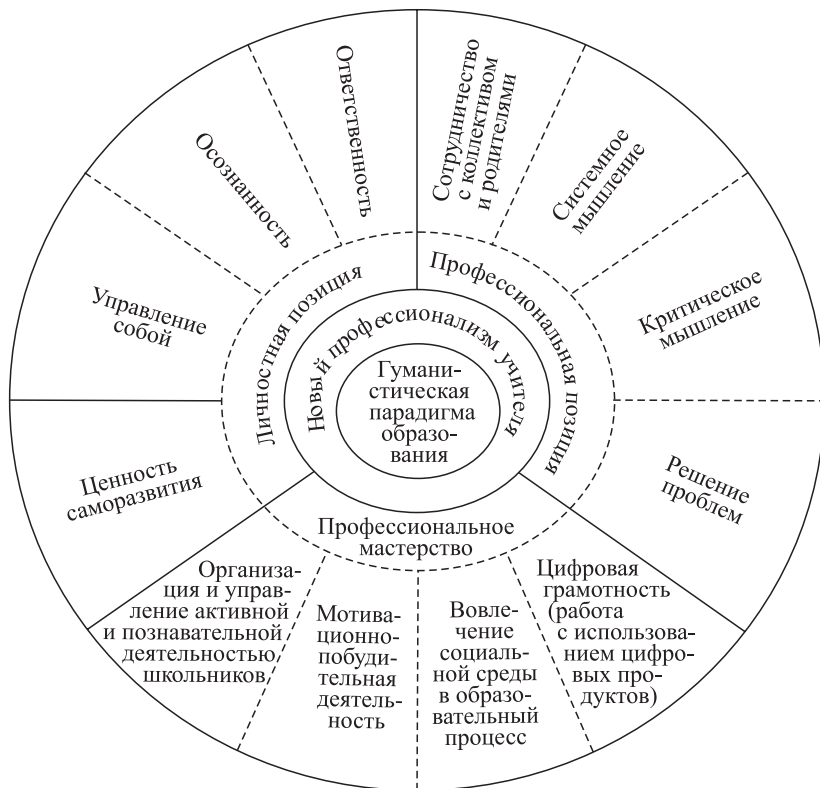 Ответственность
Сотрудничество
с коллективом
и родителями
Осознанность
Системное
мышление
Управление
собой
Критическое
мышление
Личностная позиция
Профессиональная позиция
Новый профессионализм учителя
Гумани-
стическая
парадигма
образо-
вания
Ценность
саморазвития
Решение
проблем
Профессиональное
мастерство
Организа-
ция и управ-
ление активной
и познавательной
деятельностью
школьников
Мотива-
ционно-
побуди-
тельная
деятель-
ность
Вовле-
чение
социаль-
ной среды
в образо-
вательный
процесс
Цифровая
грамотность
(работа
с использова-
нием цифро-
вых про-
дуктов)